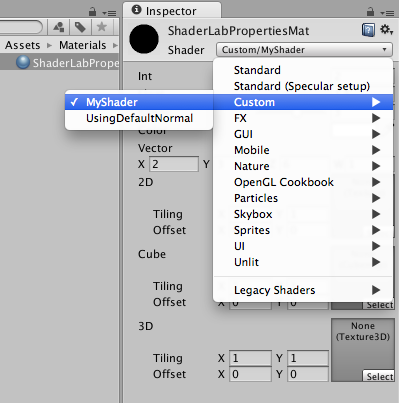 Inspector
ShaderLabPropertiesMat
Shader Custom/MyShader
Assets ▸ Materials ▸
ShaderLabPrope
Standard
Standard (Specular setup)
Custom
FX
GUI
Mobile
Nature
OpenGL Cookbook
Particles
Skybox
Sprites
UI
Unlit
Legacy Shaders
✓ MyShader
UsingDefaultNormal
Int
Color
Vector
X 2 Y
2D
Tiling
Offset
Cube
Tiling
Offset X 0 Y 0 Select
3D
None
(Texture3D)
Tiling X 1 Y 1
Offset X 0 Y 0 Select